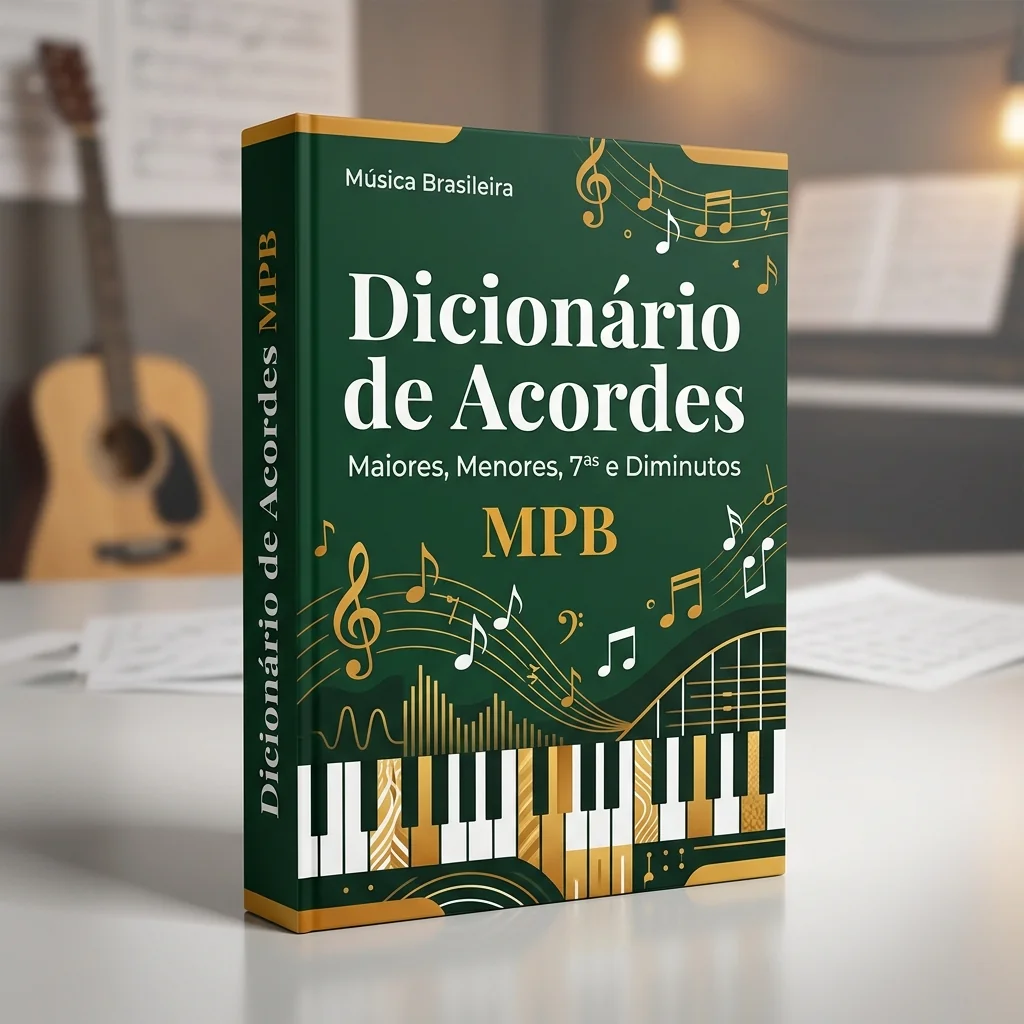 Música Brasileira
Dicionário
de Acordes
Maiores, Menores, 7ªs e Diminutos
MPB
Dicionário de Acordes MPB